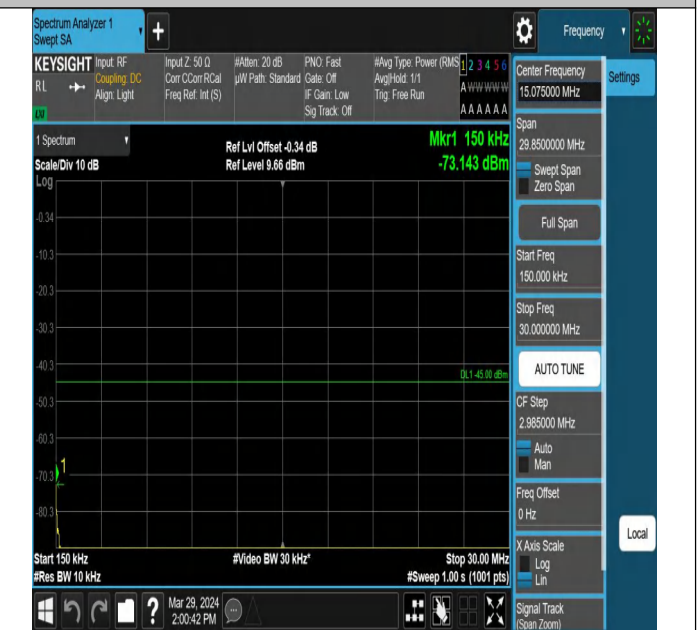 Spectrum Analyzer 1
Swept SA
+
Frequency
KEYSIGHT
RL
LXI
Input: RF
Coupling: DC
Align: Light
Input Z: 50 Ω
Corr CCorr RCal
Freq Ref: Int (S)
#Atten: 20 dB
µW Path: Standard
PNO: Fast
Gate: Off
IF Gain: Low
Sig Track: Off
#Avg Type: Power (RMS
Avg|Hold: 1/1
Trig: Free Run
1 2 3 4 5 6
A W W W W W
A A A A A A
1 Spectrum
Scale/Div 10 dB
Log
Ref Lvl Offset -0.34 dB
Ref Level 9.66 dBm
Mkr1 150 kHz
-73.143 dBm
-0.34
-10.3
-20.3
-30.3
-40.3
DL1 -45.00 dBm
-50.3
-60.3
1
-70.3
-80.3
Start 150 kHz
#Res BW 10 kHz
#Video BW 30 kHz*
Stop 30.00 MHz
#Sweep 1.00 s (1001 pts)
Center Frequency
15.075000 MHz
Settings
Span
29.8500000 MHz
Swept Span
Zero Span
Full Span
Start Freq
150.000 kHz
Stop Freq
30.000000 MHz
AUTO TUNE
CF Step
2.985000 MHz
Auto
Man
Freq Offset
0 Hz
X Axis Scale
Log
Lin
Local
Signal Track
(Span Zoom)
?
Mar 29, 2024
2:00:42 PM